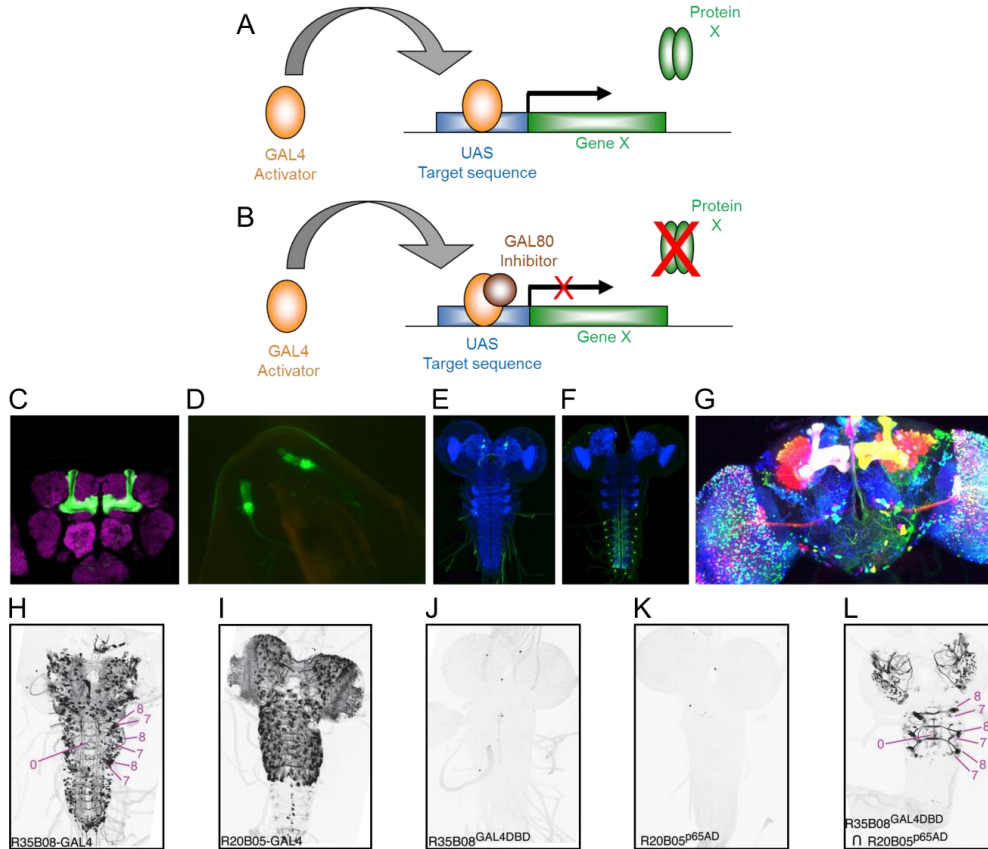 A
Protein
X
GAL4
Activator
UAS
Target sequence
Gene X
B
Protein
X
GAL80
Inhibitor
GAL4
Activator
UAS
Target sequence
Gene X
C
D
E
F
G
H
8
7
8
7
8
7
0
R35B08-GAL4
I
R20B05-GAL4
J
R35B08GAL4DBD
K
R20B05p65AD
L
8
7
8
7
8
7
0
R35B08GAL4DBD
∩ R20B05p65AD